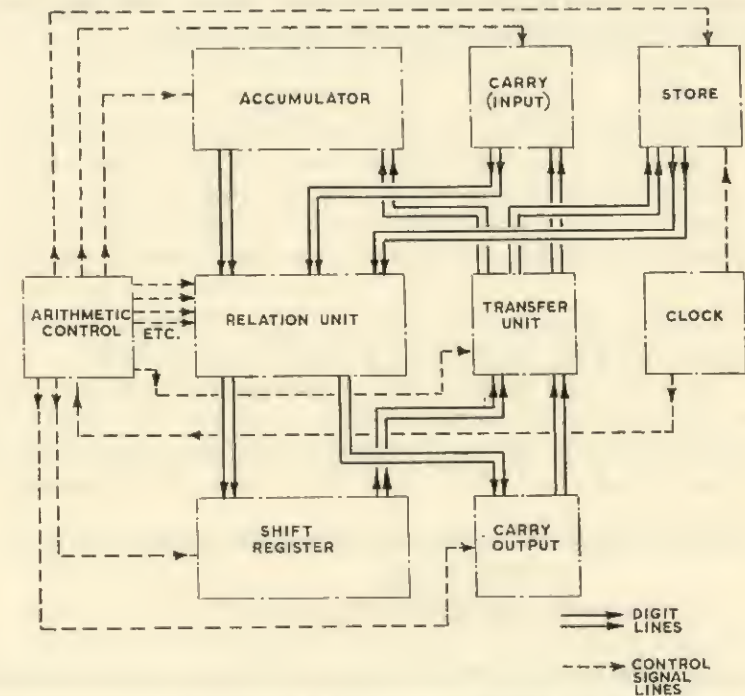 ACCUMULATOR
CARRY
(INPUT)
STORE
ARITHMETIC
CONTROL
ETC.
RELATION UNIT
TRANSFER
UNIT
CLOCK
SHIFT
REGISTER
CARRY
OUTPUT
DIGIT
LINES
CONTROL
SIGNAL
LINES